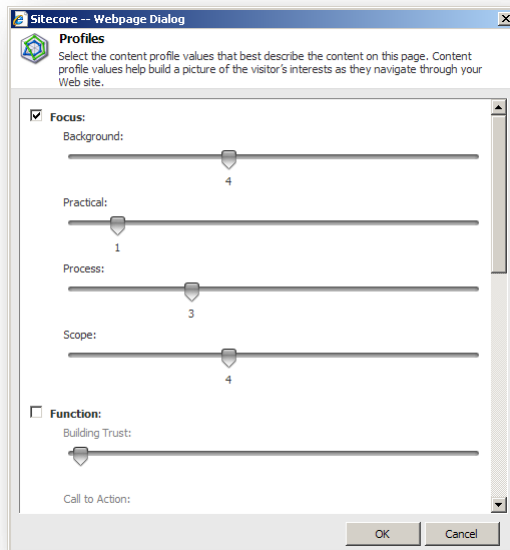 Sitecore -- Webpage Dialog
Profiles
Select the content profile values that best describe the content on this page. Content
profile values help build a picture of the visitor's interests as they navigate through your
Web site.
Focus:
Background:
4
Practical:
1
Process:
3
Scope:
4
Function:
Building Trust:
Call to Action:
OK Cancel